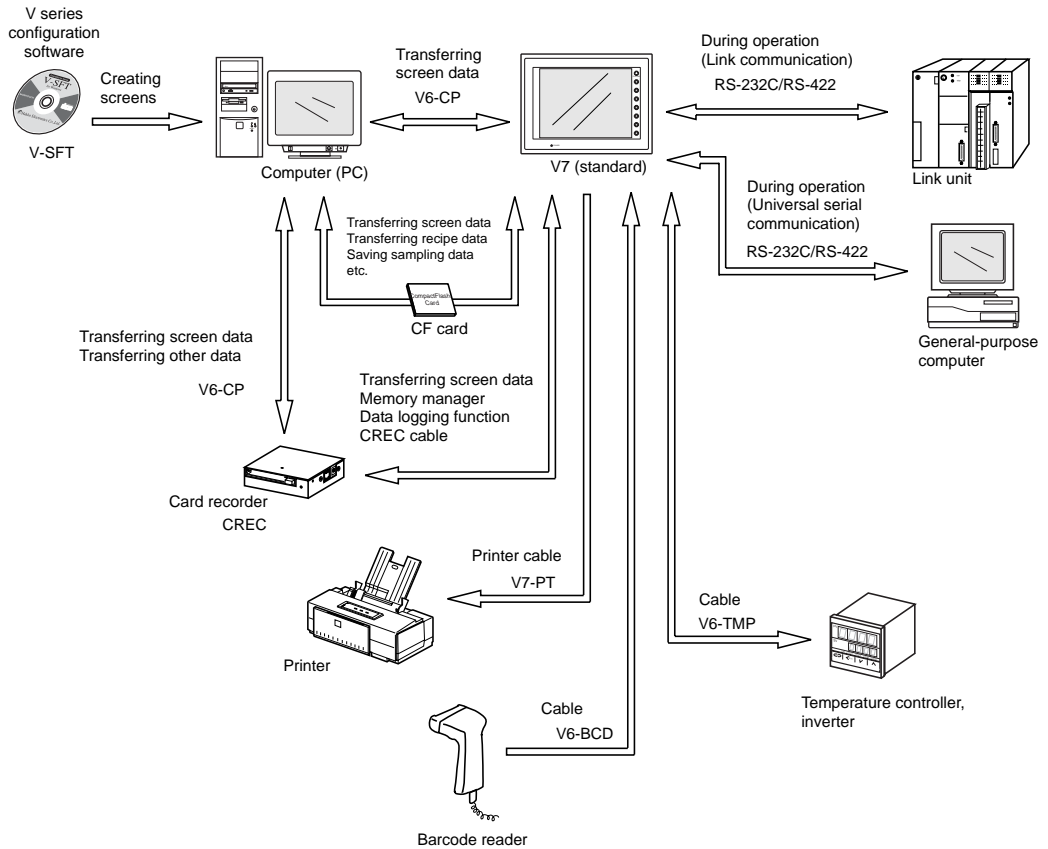 V series
configuration
software
V-SFT
V-SFT
Creating
screens
Computer (PC)
Transferring
screen data
V6-CP
V7 (standard)
During operation
(Link communication)
RS-232C/RS-422
Link unit
During operation
(Universal serial
communication)
RS-232C/RS-422
General-purpose
computer
Transferring screen data
Transferring recipe data
Saving sampling data
etc.
CompactFlash
Card
CF card
Transferring screen data
Transferring other data
V6-CP
Transferring screen data
Memory manager
Data logging function
CREC cable
Card recorder
CREC
Printer cable
V7-PT
Printer
Cable
V6-TMP
Temperature controller,
inverter
Cable
V6-BCD
Barcode reader